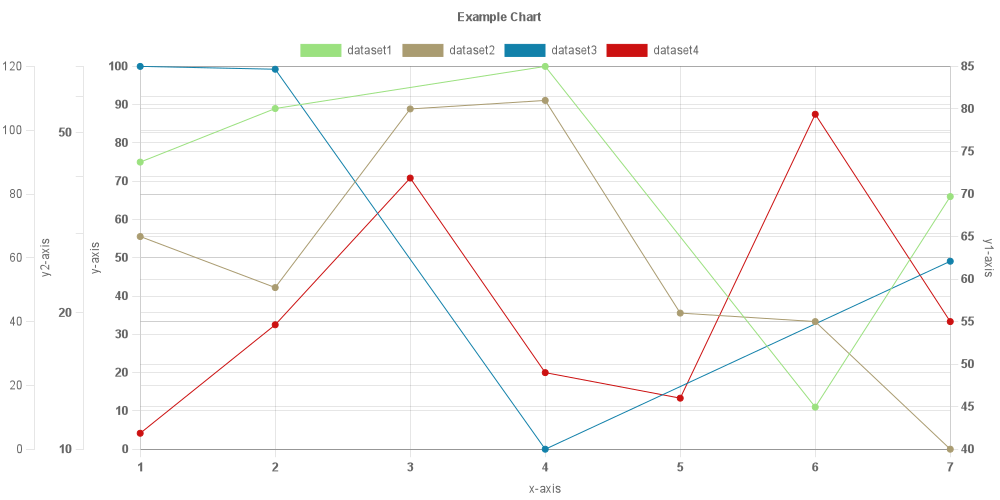 Example Chart
dataset1 dataset2 dataset3 dataset4
120 100 85
90 80
100 50 80 75
80 70 70
60 65
y2-axis y-axis y1-axis
60 50 60
40 55
40 20 30
20 50
20 10 45
0 10 0 40
1 2 3 4 5 6 7
x-axis